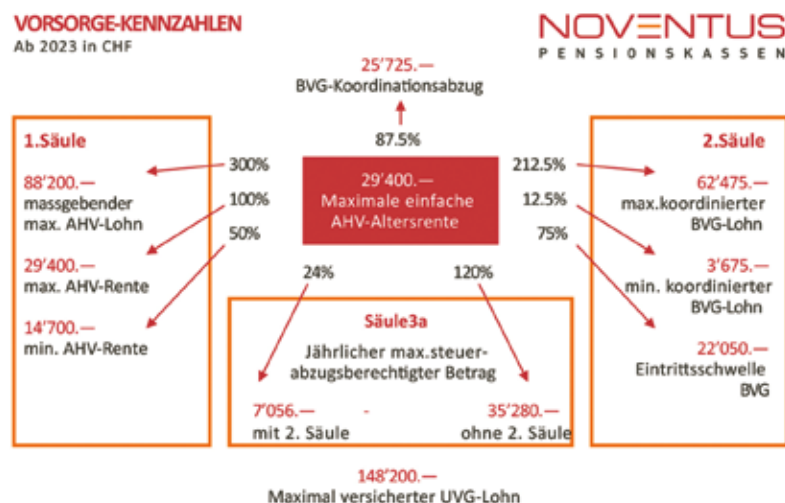 VORSORGE-KENNZAHLEN
Ab 2023 in CHF
NOVENTUS
PENSIONSKASSEN
25'725.—
BVG-Koordinationsabzug
87.5%
29'400.—
Maximale einfache
AHV-Altersrente
1.Säule
88'200.—
massgebender
max. AHV-Lohn
29'400.—
max. AHV-Rente
14'700.—
min. AHV-Rente
300%
100%
50%
212.5%
12.5%
75%
2.Säule
62'475.—
max.koordinierter
BVG-Lohn
3'675.—
min. koordinierter
BVG-Lohn
22'050.—
Eintrittsschwelle
BVG
24%
120%
Säule3a
Jährlicher max.steuer-
abzugsberechtigter Betrag
7'056.— - 35'280.—
mit 2. Säule ohne 2. Säule
148'200.—
Maximal versicherter UVG-Lohn